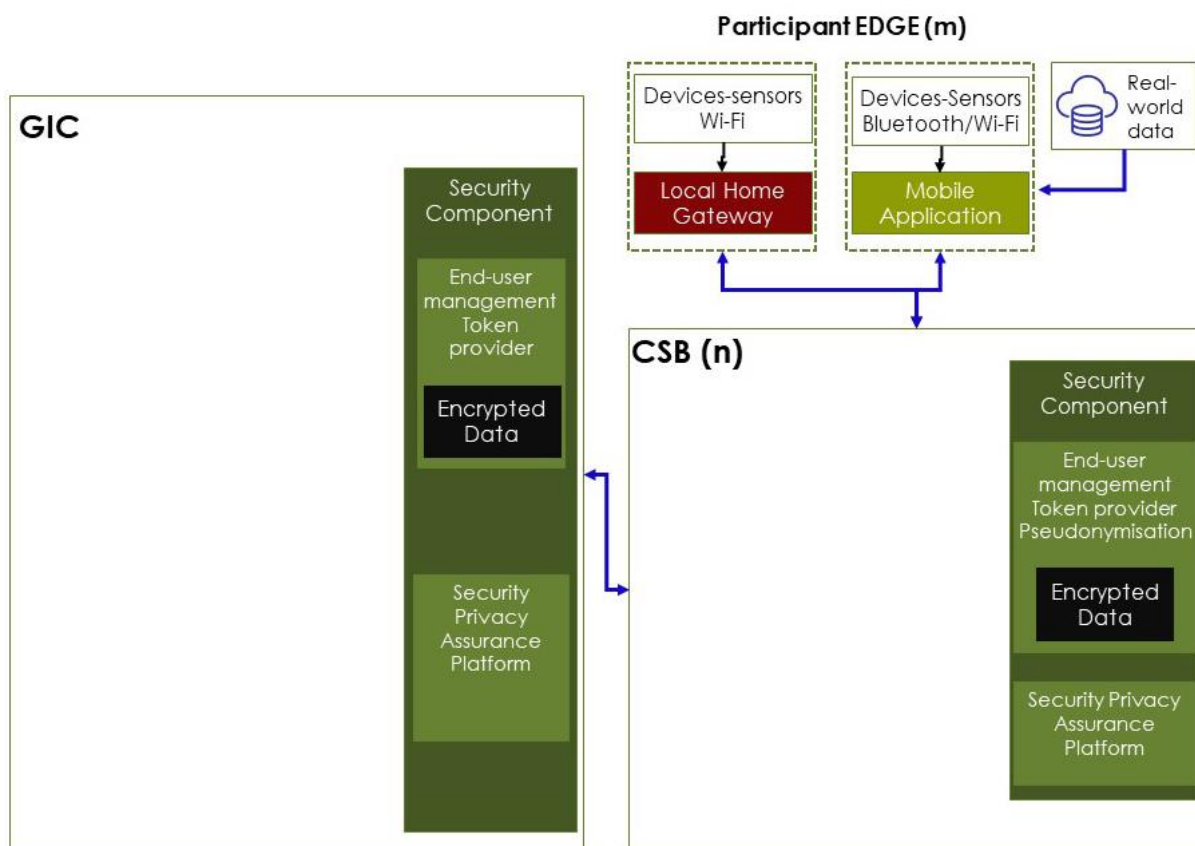 Participant EDGE (m)
Devices-sensors
Wi-Fi
Local Home
Gateway
Devices-Sensors
Bluetooth/Wi-Fi
Mobile
Application
Real-
world
data
GIC
Security
Component
End-user
management
Token
provider
Encrypted
Data
Security
Privacy
Assurance
Platform
CSB (n)
Security
Component
End-user
management
Token provider
Pseudonymisation
Encrypted
Data
Security Privacy
Assurance
Platform